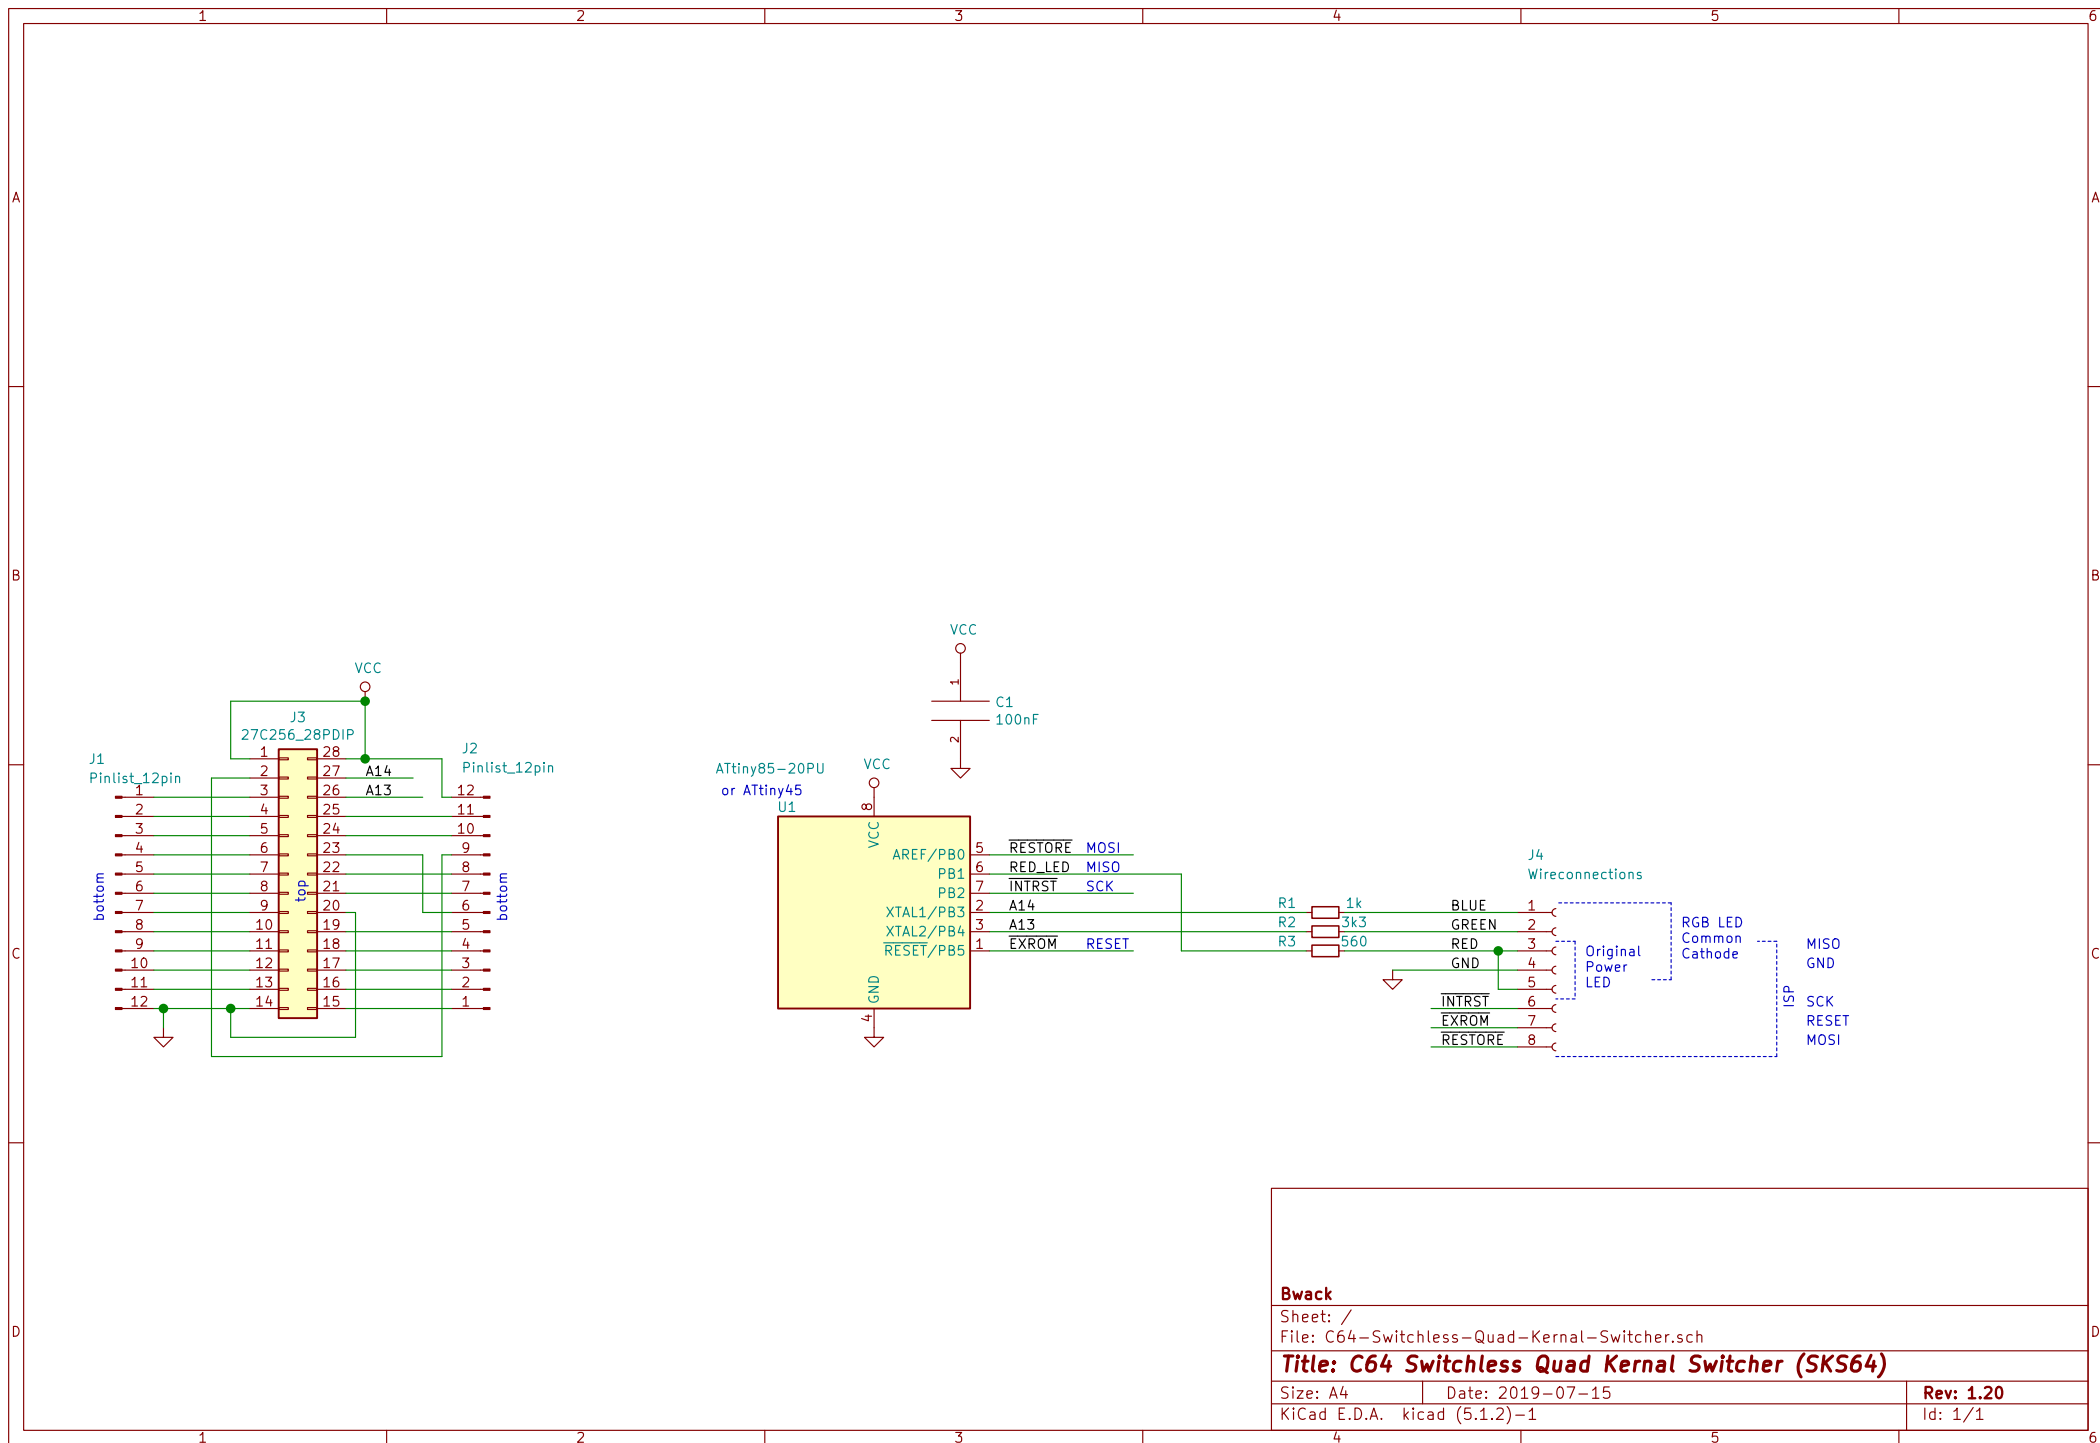 1 2 3 4 5 6
A A
B B
C C
D D
VCC
J3
27C256_28PDIP
J1
Pinlist_12pin
J2
Pinlist_12pin
1 28
2 27 A14
3 26 A13
4 25
5 24
6 23
7 22
8 21
9 20
10 19
11 18
12 17
13 16
14 15
top
bottom
1
2
3
4
5
6
7
8
9
10
11
12
12
11
10
9
8
7
6
5
4
3
2
1
bottom
VCC
1
C1
100nF
2
ATtiny85-20PU
or ATtiny45
U1
VCC
8
VCC
AREF/PB0 5 RESTORE MOSI
PB1 6 RED_LED MISO
PB2 7 INTRST SCK
XTAL1/PB3 2 A14
XTAL2/PB4 3 A13
RESET/PB5 1 EXROM RESET
GND
4
R1 1k
R2 3k3
R3 560
J4
Wireconnections
BLUE 1
GREEN 2
RED 3
GND 4
5
INTRST 6
EXROM 7
RESTORE 8
Original
Power
LED
RGB LED
Common
Cathode
ISP
MISO
GND
SCK
RESET
MOSI
Bwack
Sheet: /
File: C64-Switchless-Quad-Kernal-Switcher.sch
Title: C64 Switchless Quad Kernal Switcher (SKS64)
Size: A4 Date: 2019-07-15 Rev: 1.20
KiCad E.D.A. kicad (5.1.2)-1 Id: 1/1
1 2 3 4 5 6